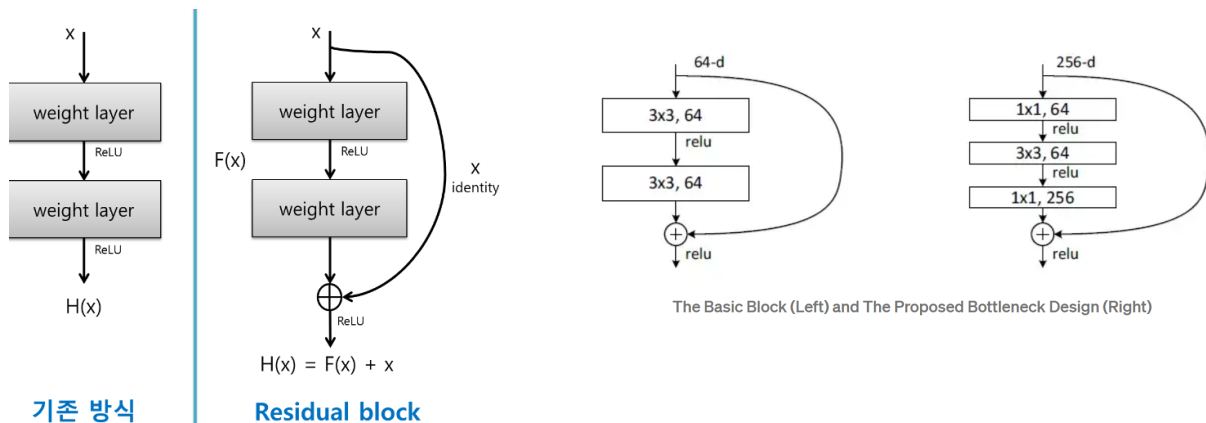 x
weight layer
ReLU
weight layer
ReLU
H(x)
기존 방식
x
weight layer
F(x)
ReLU
x
identity
weight layer
ReLU
H(x) = F(x) + x
Residual block
64-d
3x3, 64
relu
3x3, 64
relu
256-d
1x1, 64
relu
3x3, 64
relu
1x1, 256
relu
The Basic Block (Left) and The Proposed Bottleneck Design (Right)